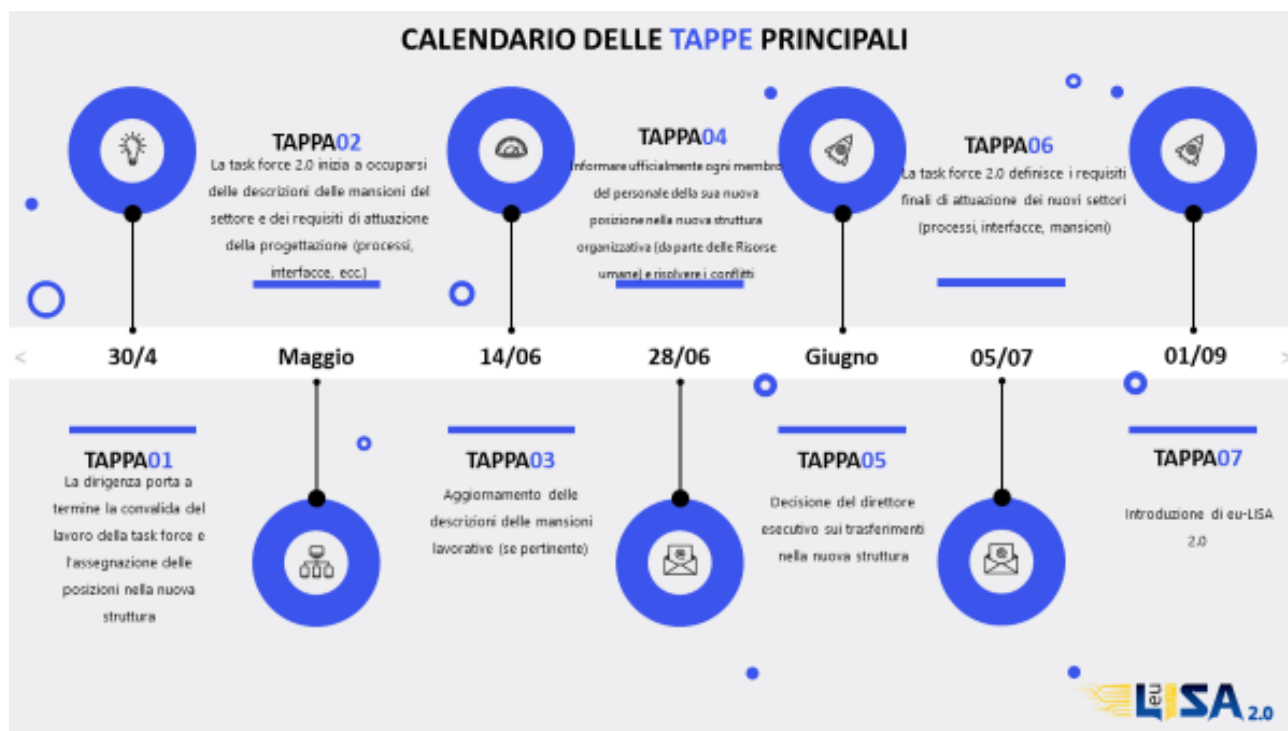 CALENDARIO DELLE TAPPE PRINCIPALI
TAPPA02
La task force 2.0 inizia a occuparsi
delle descrizioni delle mansioni del
settore e dei requisiti di attuazione
della progettazione (processi,
interfacce, ecc.)
TAPPA04
Informare ufficialmente ogni membro
del personale della sua nuova
posizione nella nuova struttura
organizzativa (da parte delle Risorse
umane) e risolvere i conflitti
TAPPA06
La task force 2.0 definisce i requisiti
finali di attuazione dei nuovi settori
(processi, interfacce, mansioni)
< 30/4 Maggio 14/06 28/06 Giugno 05/07 01/09 >
TAPPA01
La dirigenza porta a
termine la convalida del
lavoro della task force e
l'assegnazione delle
posizioni nella nuova
struttura
TAPPA03
Aggiornamento delle
descrizioni delle mansioni
lavorative (se pertinente)
TAPPA05
Decisione del direttore
esecutivo sui trasferimenti
nella nuova struttura
TAPPA07
Introduzione di eu-LISA
2.0
eu LISA 2.0